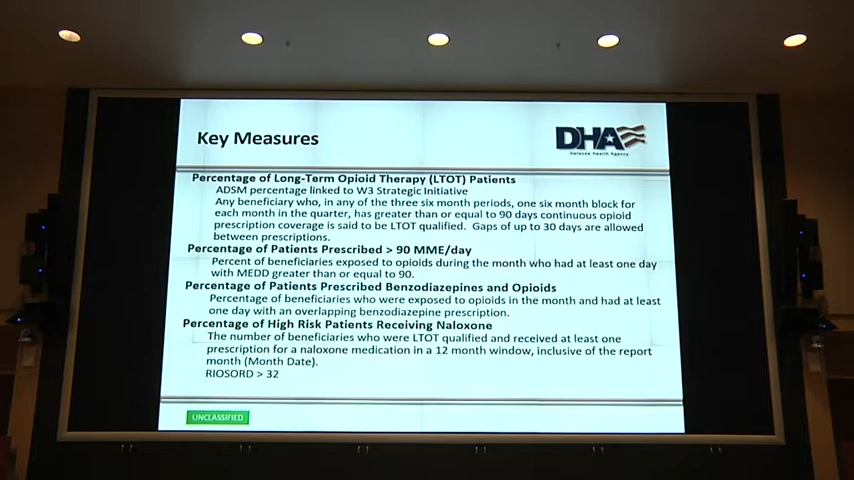 Key Measures
DHA
Defense Health Agency
Percentage of Long-Term Opioid Therapy (LTOT) Patients
ADSM percentage linked to W3 Strategic Initiative
Any beneficiary who, in any of the three six month periods, one six month block for
each month in the quarter, has greater than or equal to 90 days continuous opioid
prescription coverage is said to be LTOT qualified. Gaps of up to 30 days are allowed
between prescriptions.
Percentage of Patients Prescribed > 90 MME/day
Percent of beneficiaries exposed to opioids during the month who had at least one day
with MEDD greater than or equal to 90.
Percentage of Patients Prescribed Benzodiazepines and Opioids
Percentage of beneficiaries who were exposed to opioids in the month and had at least
one day with an overlapping benzodiazepine prescription.
Percentage of High Risk Patients Receiving Naloxone
The number of beneficiaries who were LTOT qualified and received at least one
prescription for a naloxone medication in a 12 month window, inclusive of the report
month (Month Date).
RIOSORD > 32
UNCLASSIFIED